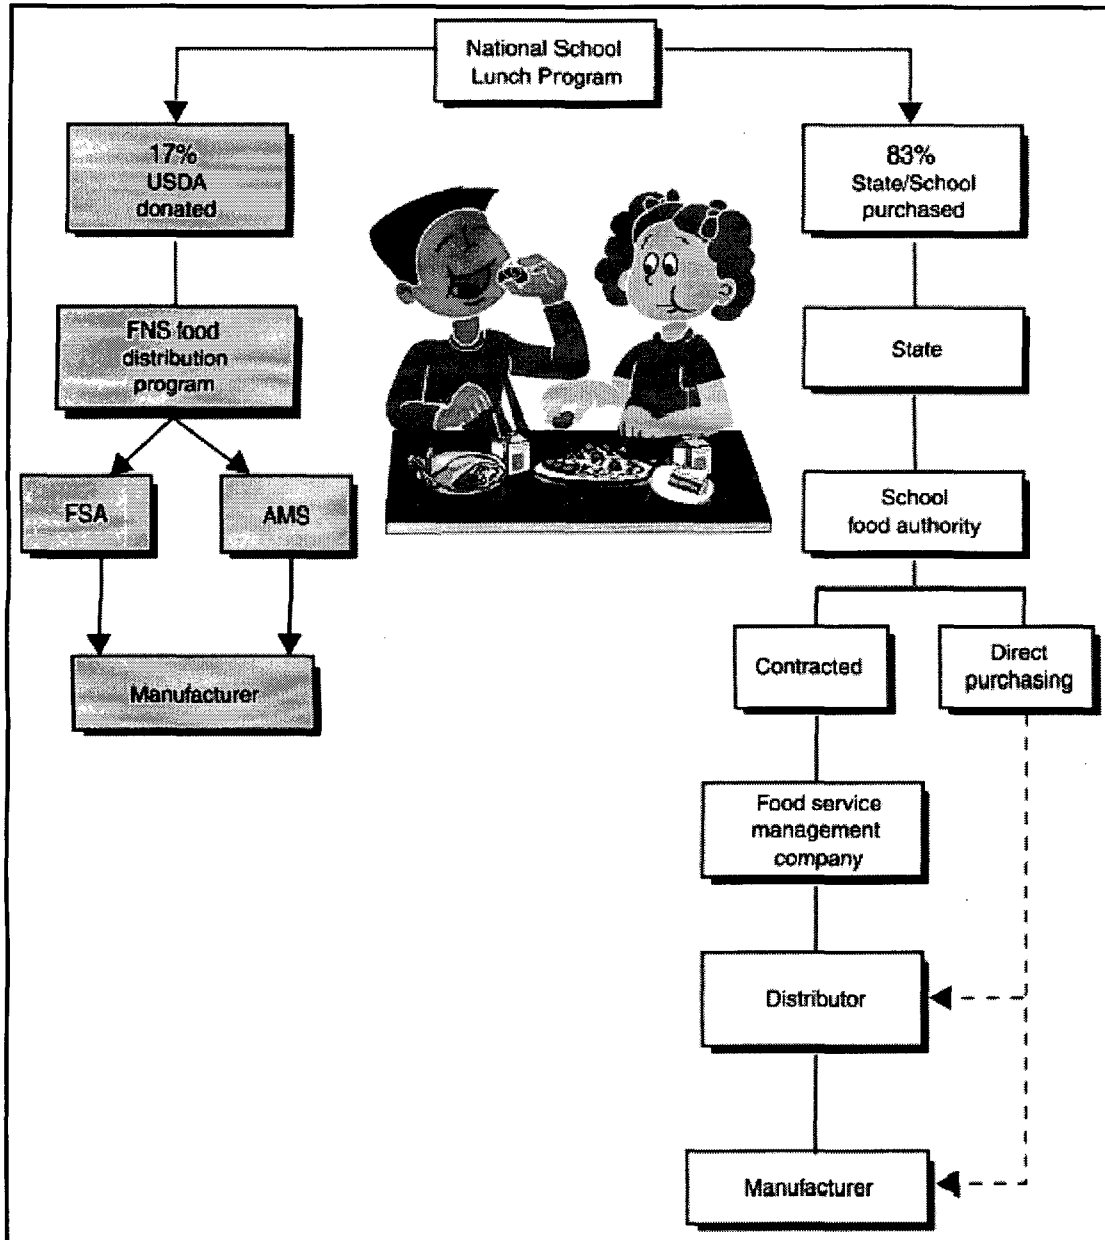 National School
Lunch Program
17%
USDA
donated
83%
State/School
purchased
FNS food
distribution
program
State
FSA
AMS
School
food authority
Manufacturer
Contracted
Direct
purchasing
Food service
management
company
Distributor
Manufacturer